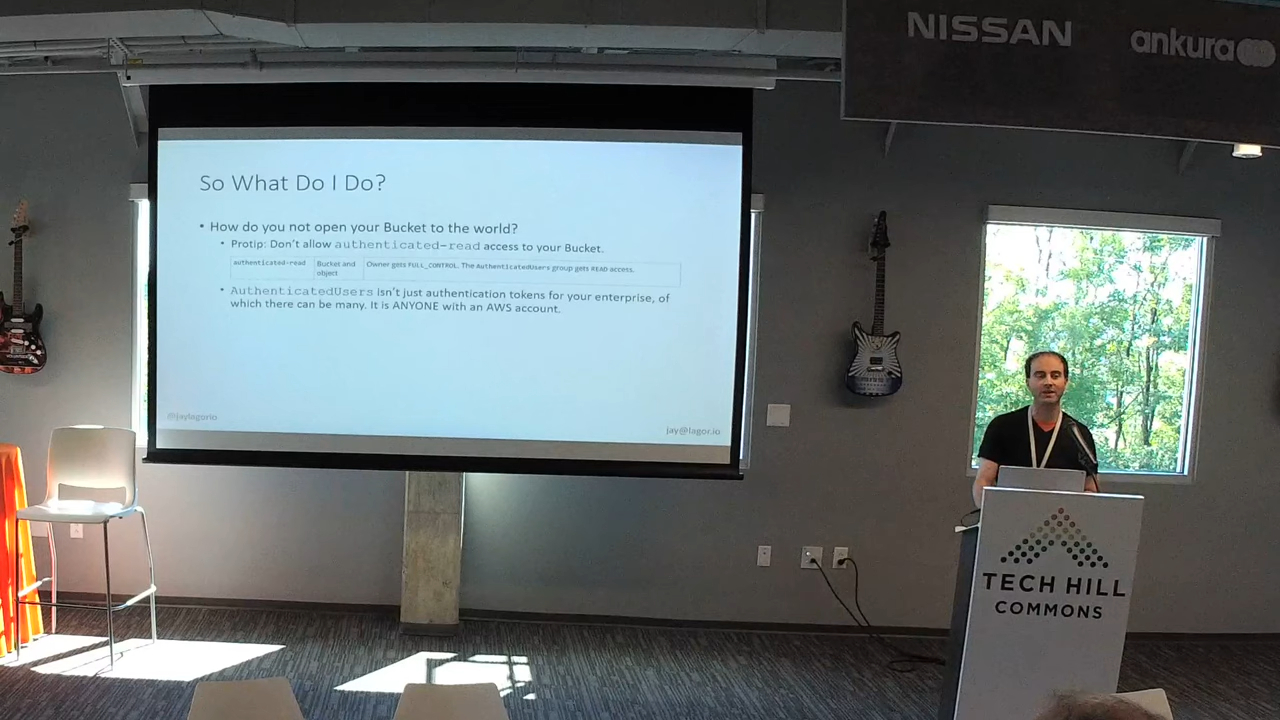 NISSAN
ankura
So What Do I Do?
• How do you not open your Bucket to the world?
• Protip: Don't allow authenticated-read access to your Bucket.
authenticated-read
Bucket and
object
Owner gets FULL_CONTROL. The AuthenticatedUsers group gets READ access.
• AuthenticatedUsers isn't just authentication tokens for your enterprise, of
which there can be many. It is ANYONE with an AWS account.
@jaylagorio
jay@lagor.io
TECH HILL
COMMONS